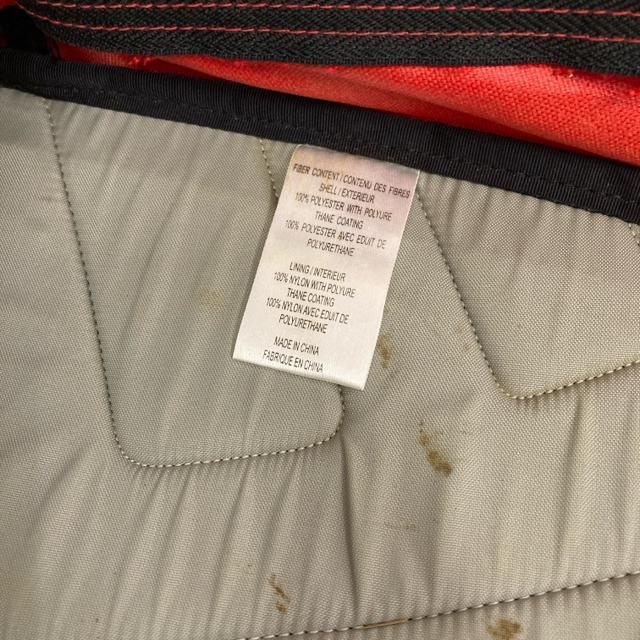 FIBER CONTENT / CONTENU DES FIBRES
SHELL / EXTERIEUR
100% POLYESTER WITH POLYURE
THANE COATING
100% POLYESTER AVEC EDUIT DE
POLYURETHANE
LINING / INTERIEUR
100% NYLON WITH POLYURE
THANE COATING
100% NYLON AVEC EDUIT DE
POLYURETHANE
MADE IN CHINA
FABRIQUE EN CHINA